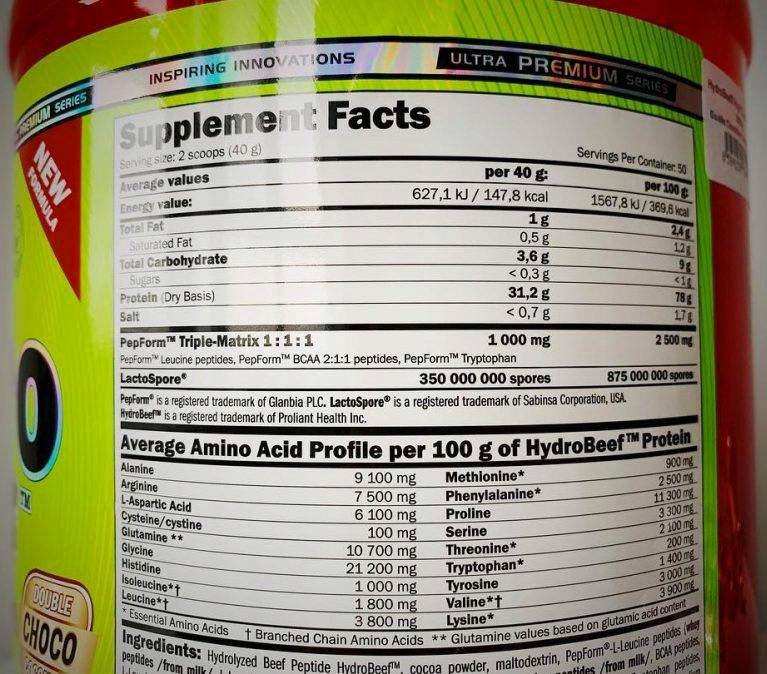 INSPIRING INNOVATIONS
ULTRA PREMIUM SERIES
PREMIUM SERIES
NEW
FORMULA
Supplement Facts
Serving size: 2 scoops (40 g) Servings Per Container: 50
Average values per 40 g: per 100 g:
Energy value: 627,1 kJ / 147,8 kcal 1567,8 kJ / 369,6 kcal
Total Fat 1 g 2,4 g
Saturated Fat 0,5 g 1,2 g
Total Carbohydrate 3,6 g 9 g
Sugars < 0,3 g <1 g
Protein (Dry Basis) 31,2 g 78 g
Salt < 0,7 g 1,7 g
PepForm™ Triple-Matrix 1 : 1 : 1 1 000 mg 2 500 mg
PepForm™ Leucine peptides, PepForm™ BCAA 2:1:1 peptides, PepForm™ Tryptophan
LactoSpore® 350 000 000 spores 875 000 000 spores
PepForm® is a registered trademark of Glanbia PLC. LactoSpore® is a registered trademark of Sabinsa Corporation, USA.
HydroBeef™ is a registered trademark of Proliant Health Inc.
Average Amino Acid Profile per 100 g of HydroBeef™ Protein
Alanine 9 100 mg Methionine* 900 mg
Arginine 7 500 mg Phenylalanine* 2 500 mg
L-Aspartic Acid 6 100 mg Proline 11 300 mg
Cysteine/cystine 100 mg Serine 3 300 mg
Glutamine ** 10 700 mg Threonine* 2 100 mg
Glycine 21 200 mg Tryptophan* 200 mg
Histidine 1 000 mg Tyrosine 1 400 mg
Isoleucine*† 1 800 mg Valine*† 3 000 mg
Leucine*† 3 800 mg Lysine* 3 900 mg
* Essential Amino Acids † Branched Chain Amino Acids ** Glutamine values based on glutamic acid content
DOUBLE
CHOCO
Ingredients: Hydrolyzed Beef Peptide HydroBeef™, cocoa powder, maltodextrin, PepForm®-L-Leucine peptides (whey
peptides /from milk/ peptides /from milk/, BCAA peptides,
peptides,